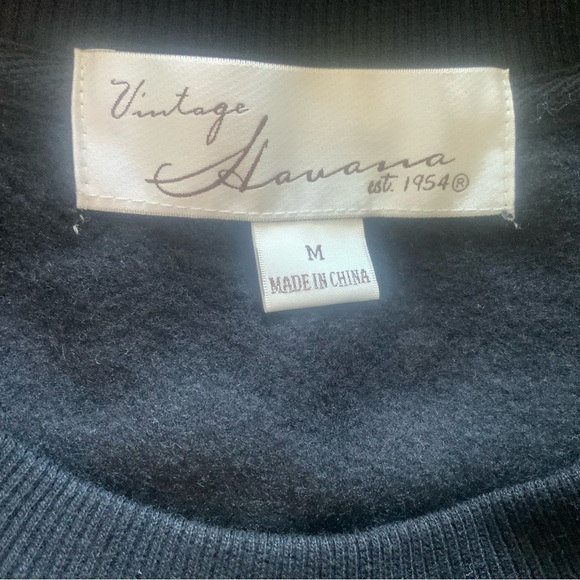 Vintage
Havana
est. 1954®
M
MADE IN CHINA